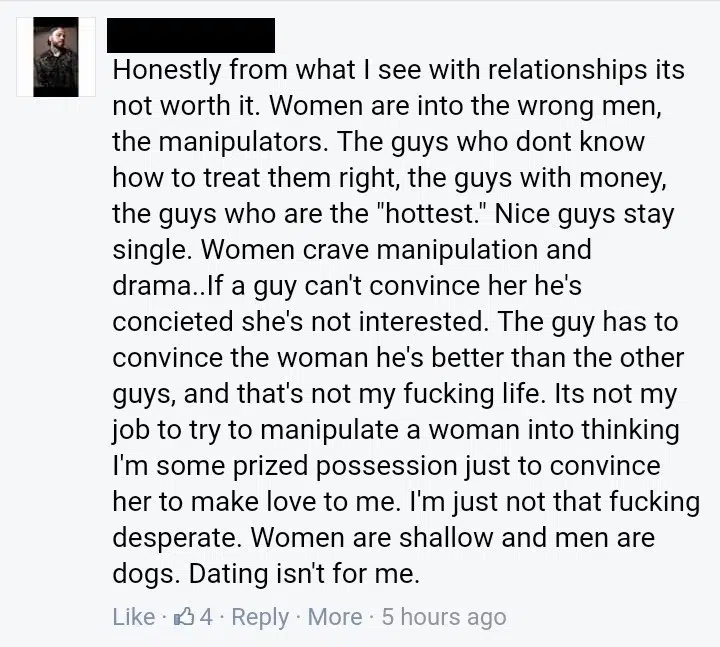 Honestly from what I see with relationships its
not worth it. Women are into the wrong men,
the manipulators. The guys who dont know
how to treat them right, the guys with money,
the guys who are the "hottest." Nice guys stay
single. Women crave manipulation and
drama..If a guy can't convince her he's
concieted she's not interested. The guy has to
convince the woman he's better than the other
guys, and that's not my fucking life. Its not my
job to try to manipulate a woman into thinking
I'm some prized possession just to convince
her to make love to me. I'm just not that fucking
desperate. Women are shallow and men are
dogs. Dating isn't for me.
Like · 4 · Reply · More · 5 hours ago